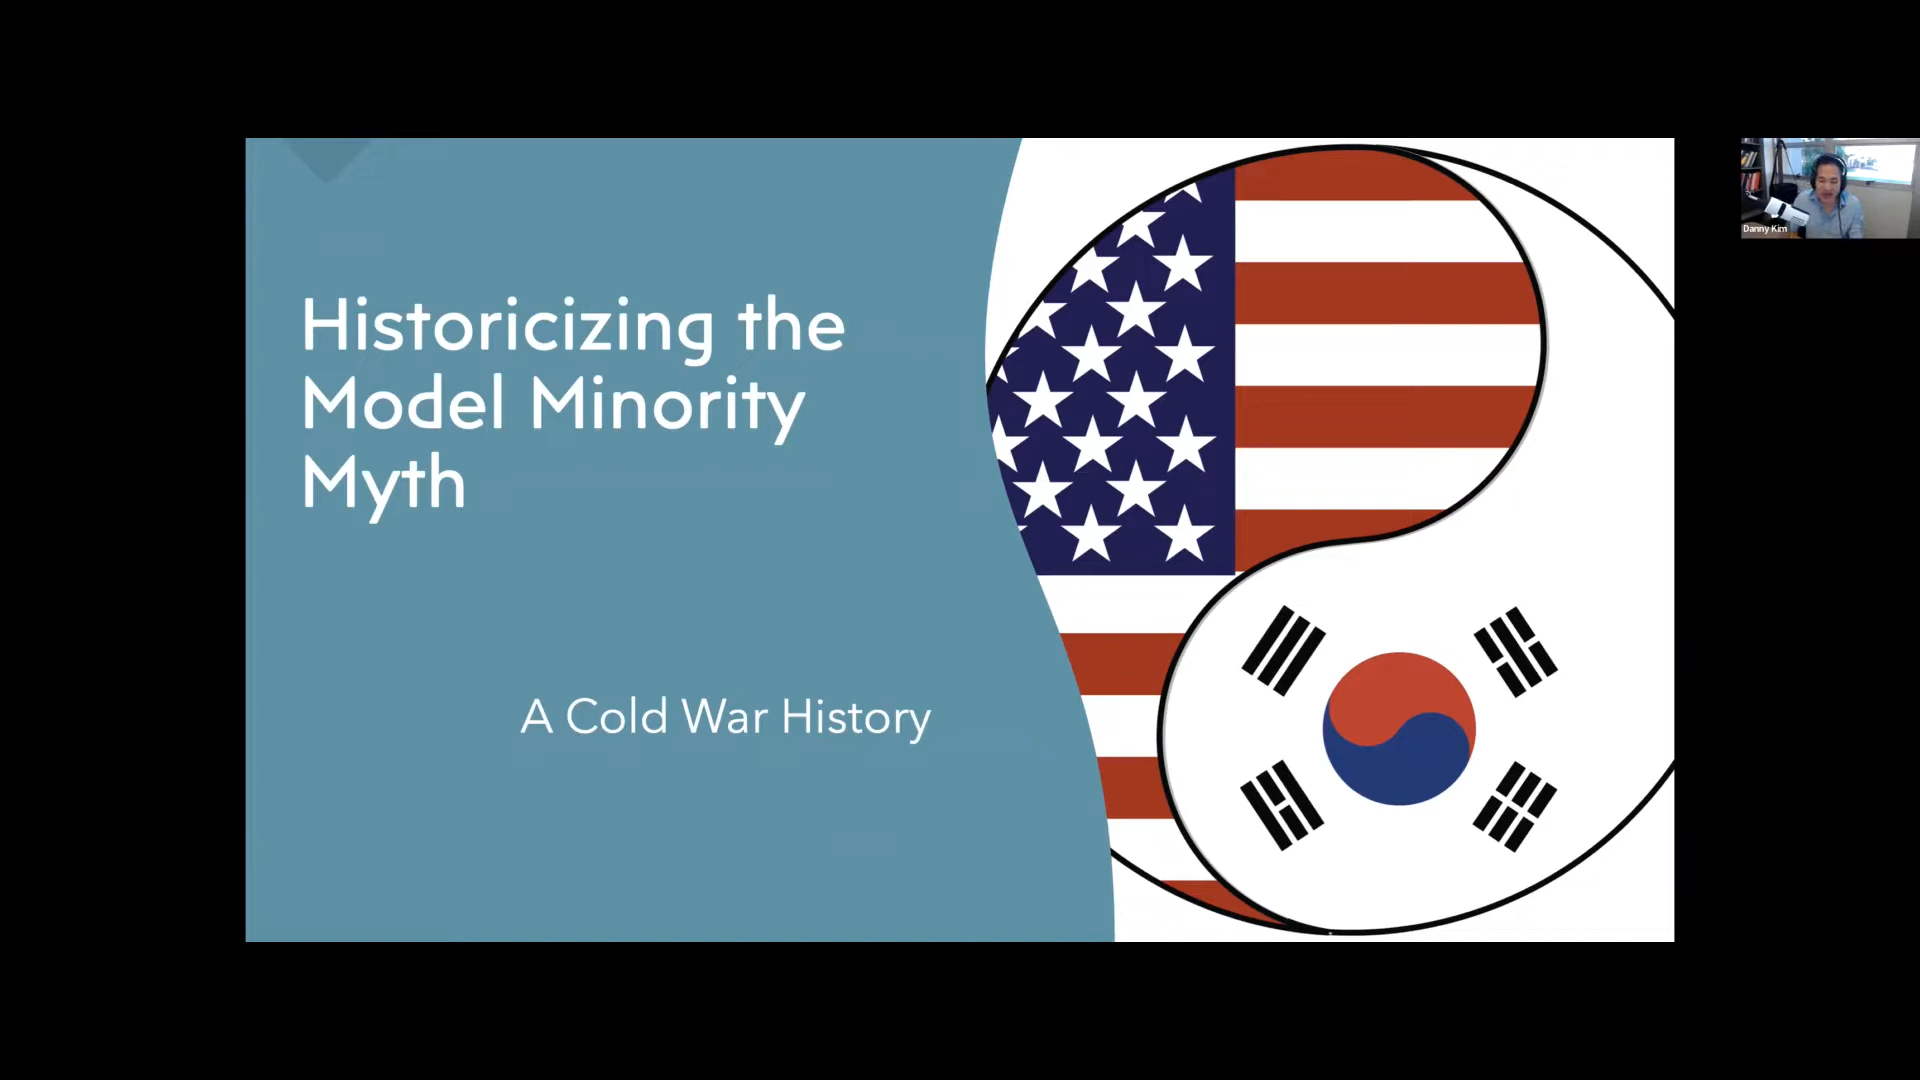 Historicizing the
Model Minority
Myth
A Cold War History
Danny Kim